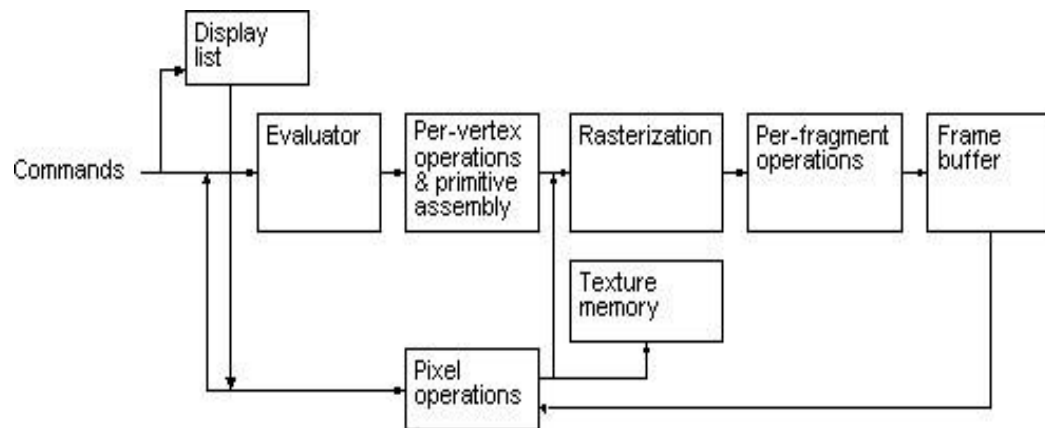 Display
list
Commands
Evaluator
Per-vertex
operations
& primitive
assembly
Rasterization
Per-fragment
operations
Frame
buffer
Texture
memory
Pixel
operations